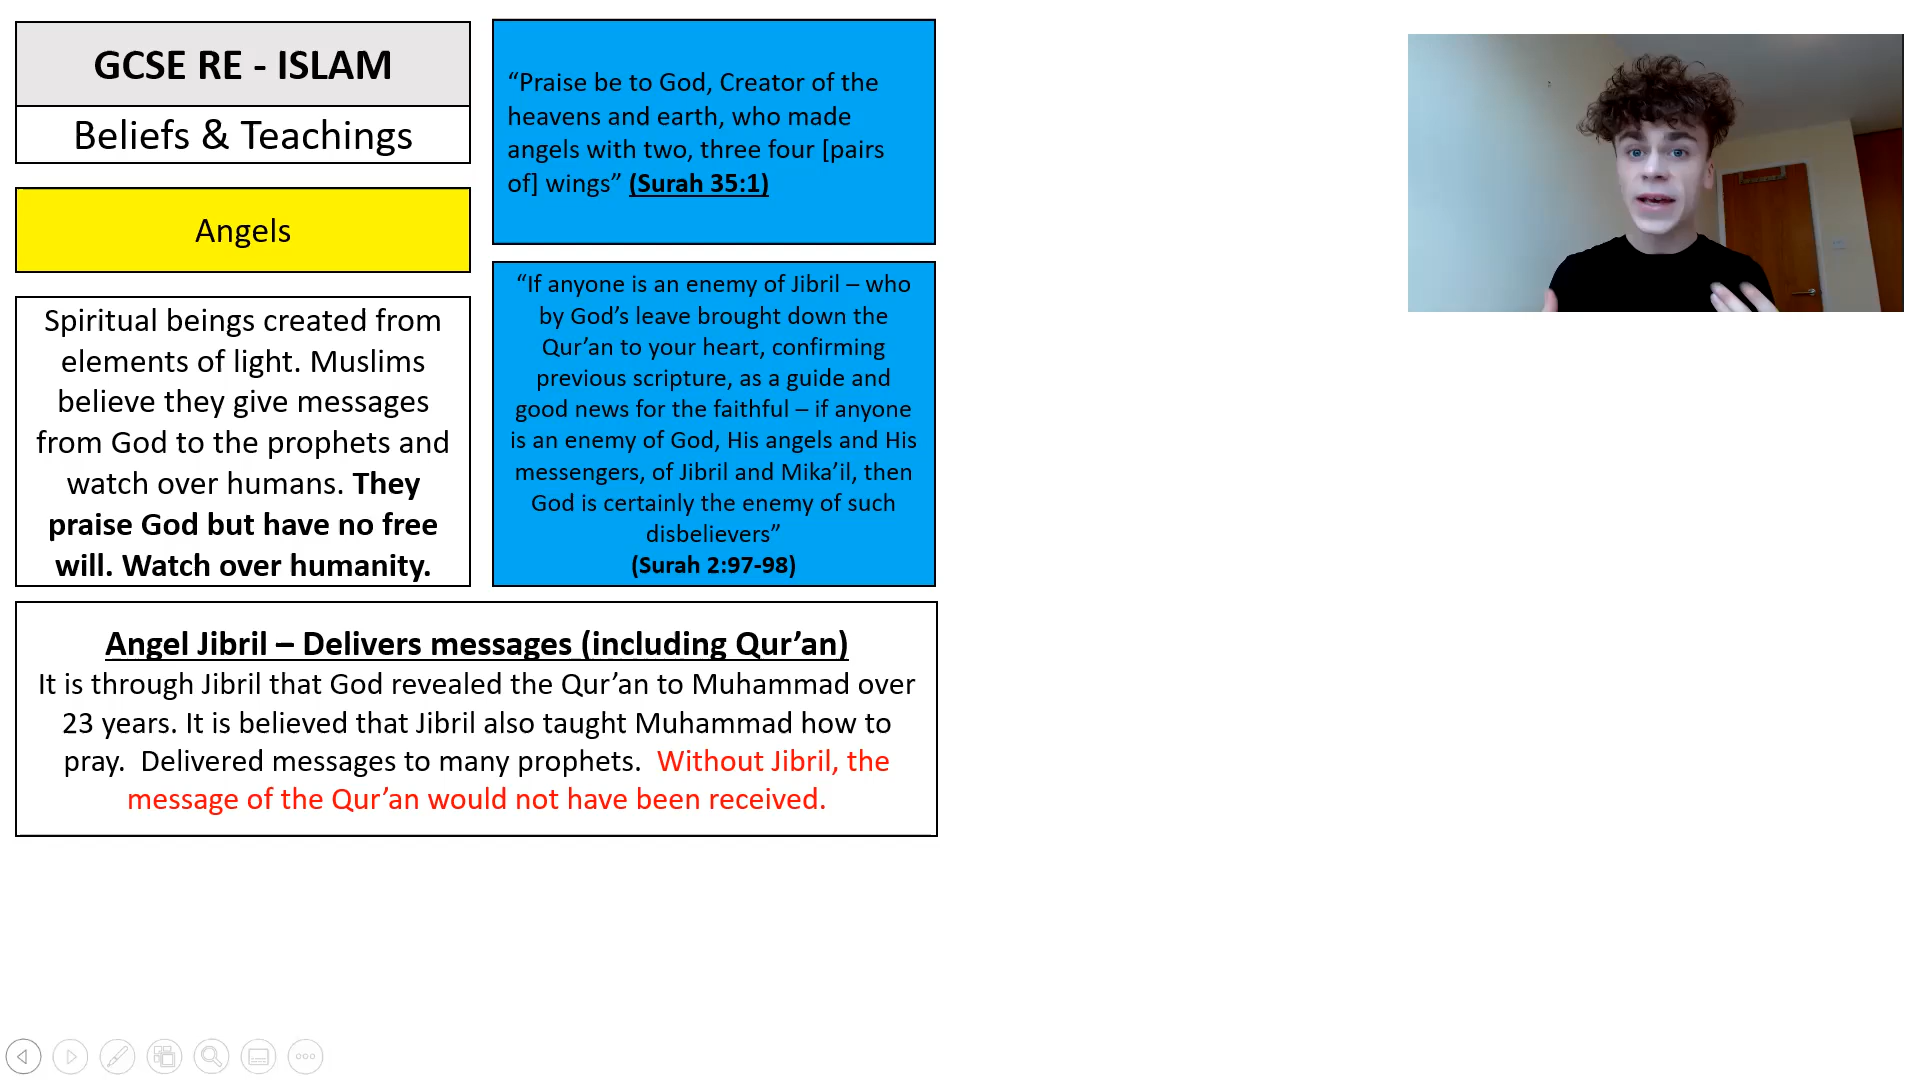 GCSE RE - ISLAM
Beliefs & Teachings
Angels
Spiritual beings created from
elements of light. Muslims
believe they give messages
from God to the prophets and
watch over humans. They
praise God but have no free
will. Watch over humanity.
“Praise be to God, Creator of the
heavens and earth, who made
angels with two, three four [pairs
of] wings” (Surah 35:1)
“If anyone is an enemy of Jibril – who
by God’s leave brought down the
Qur’an to your heart, confirming
previous scripture, as a guide and
good news for the faithful – if anyone
is an enemy of God, His angels and His
messengers, of Jibril and Mika’il, then
God is certainly the enemy of such
disbelievers”
(Surah 2:97-98)
Angel Jibril – Delivers messages (including Qur’an)
It is through Jibril that God revealed the Qur’an to Muhammad over
23 years. It is believed that Jibril also taught Muhammad how to
pray.  Delivered messages to many prophets.  Without Jibril, the
message of the Qur’an would not have been received.